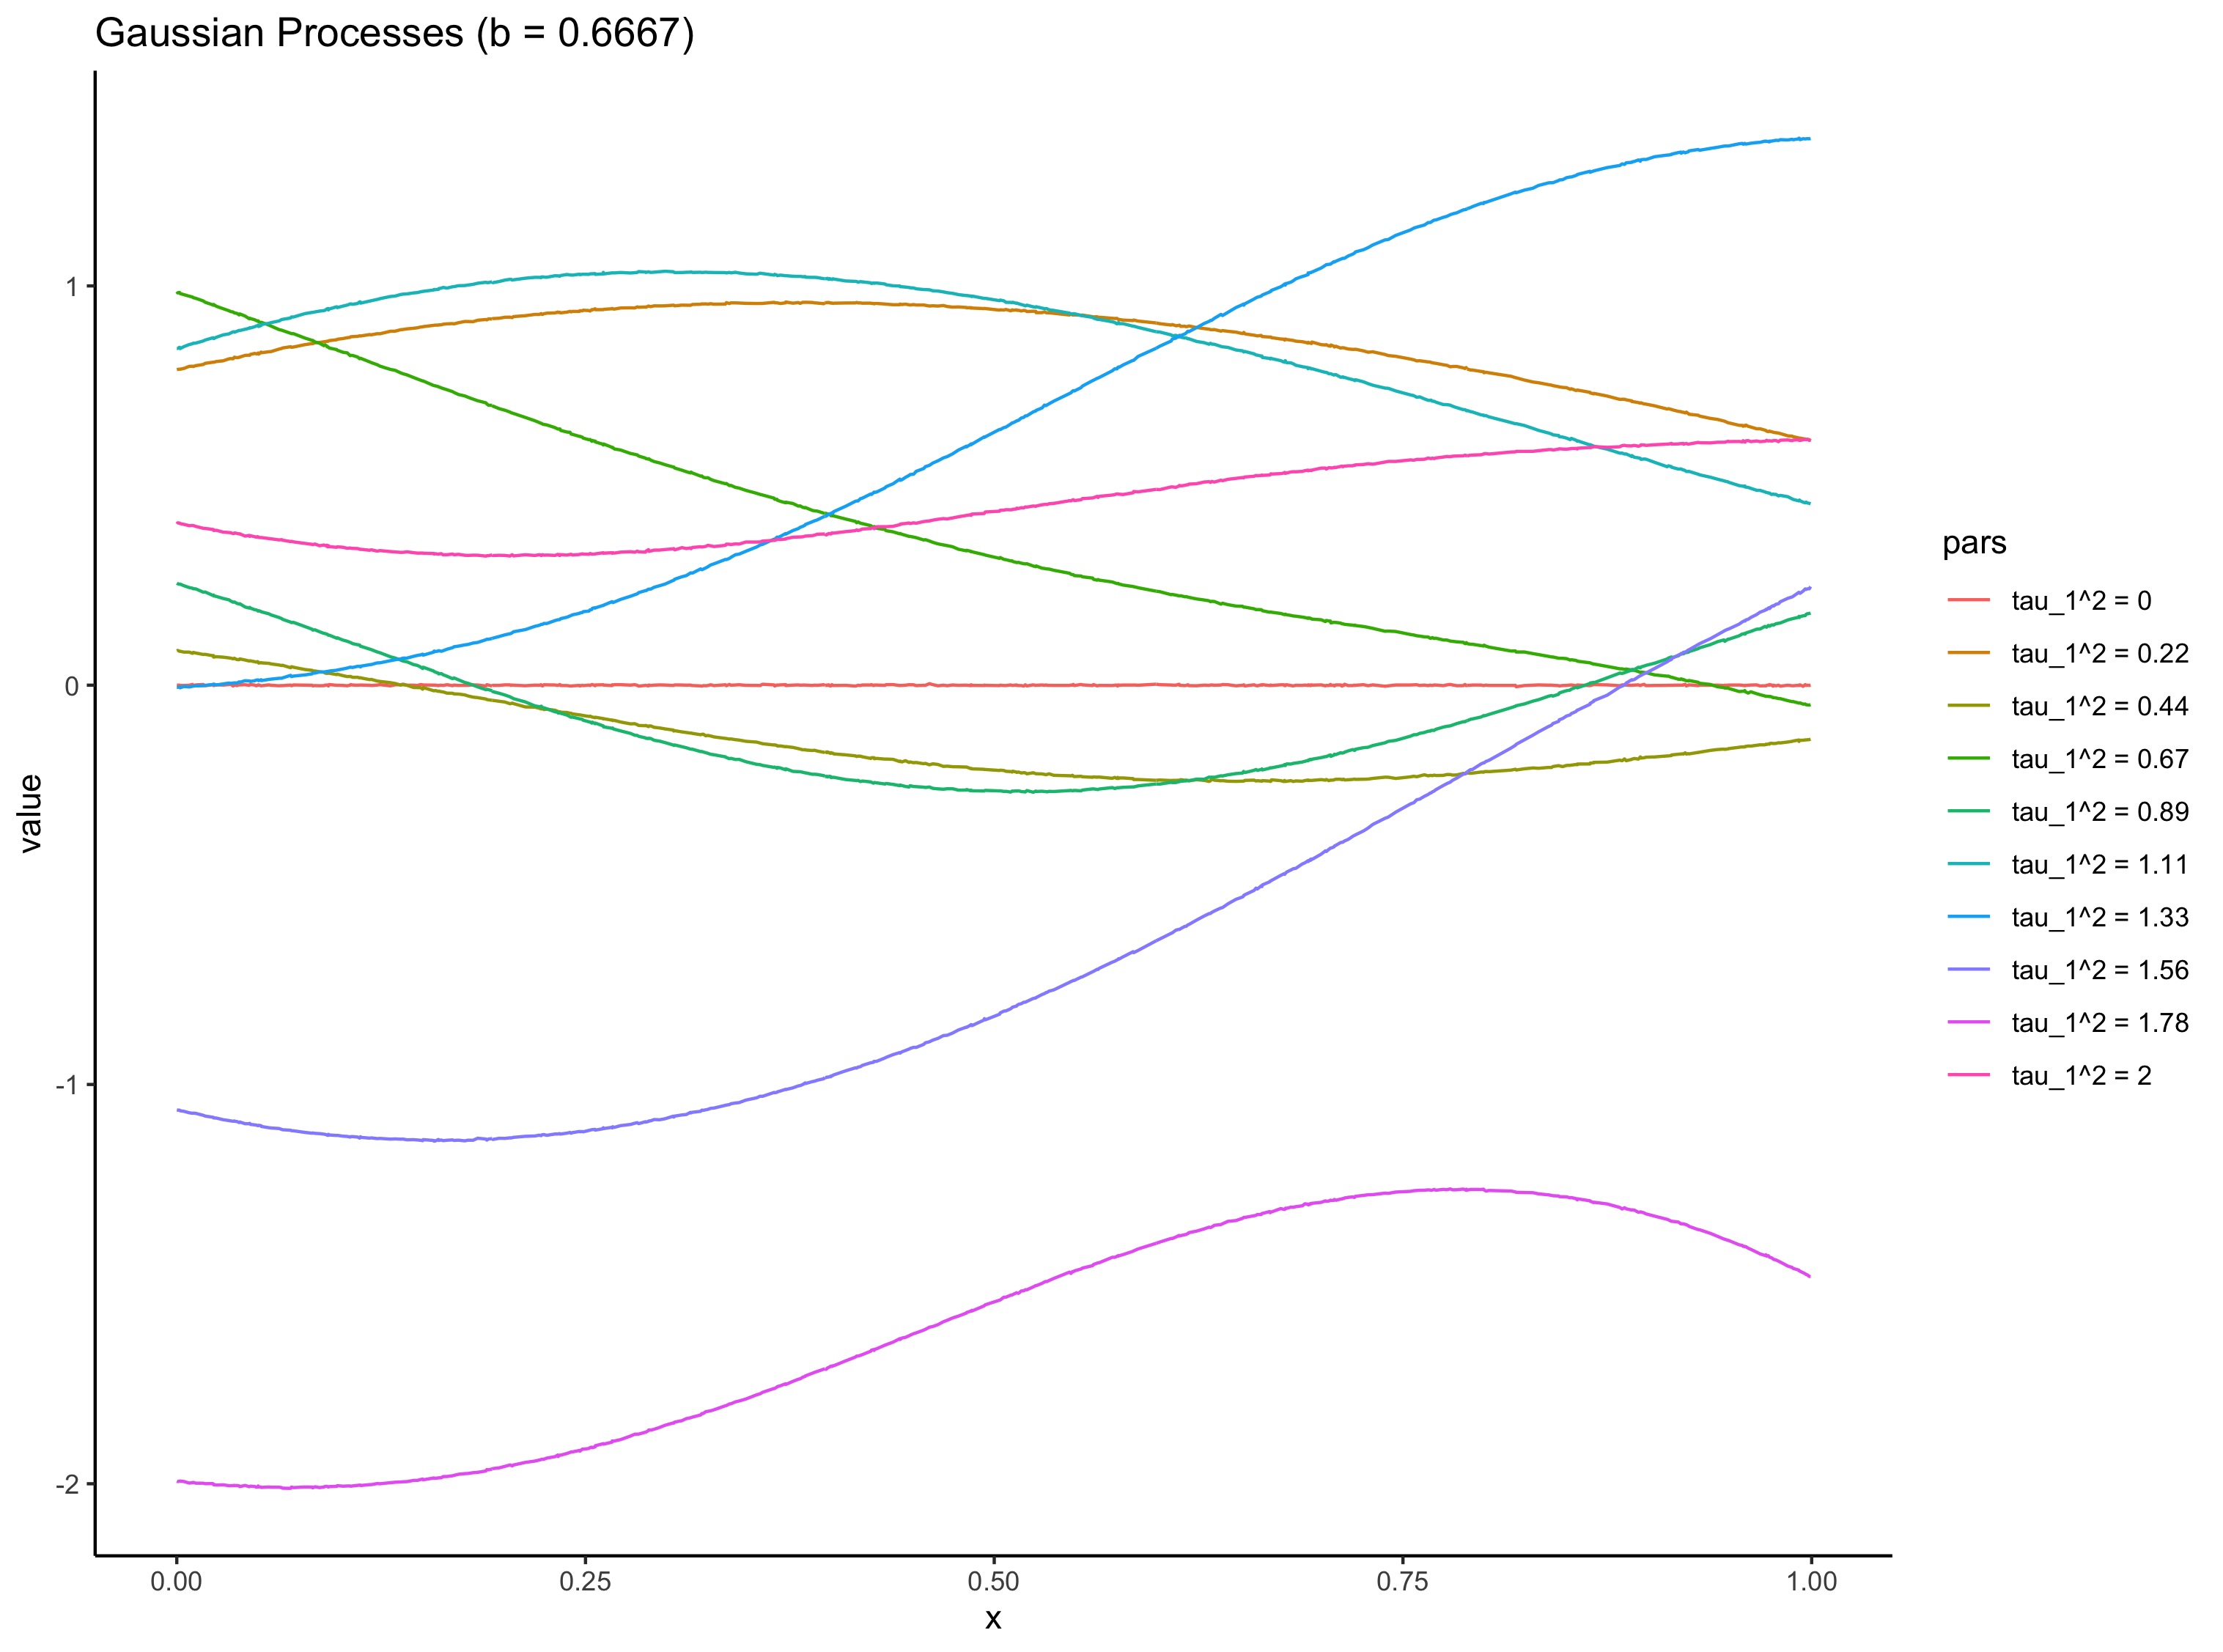 Gaussian Processes (b = 0.6667)
value
1
0
-1
-2
0.00 0.25 0.50 0.75 1.00
x
pars
tau_1^2 = 0
tau_1^2 = 0.22
tau_1^2 = 0.44
tau_1^2 = 0.67
tau_1^2 = 0.89
tau_1^2 = 1.11
tau_1^2 = 1.33
tau_1^2 = 1.56
tau_1^2 = 1.78
tau_1^2 = 2